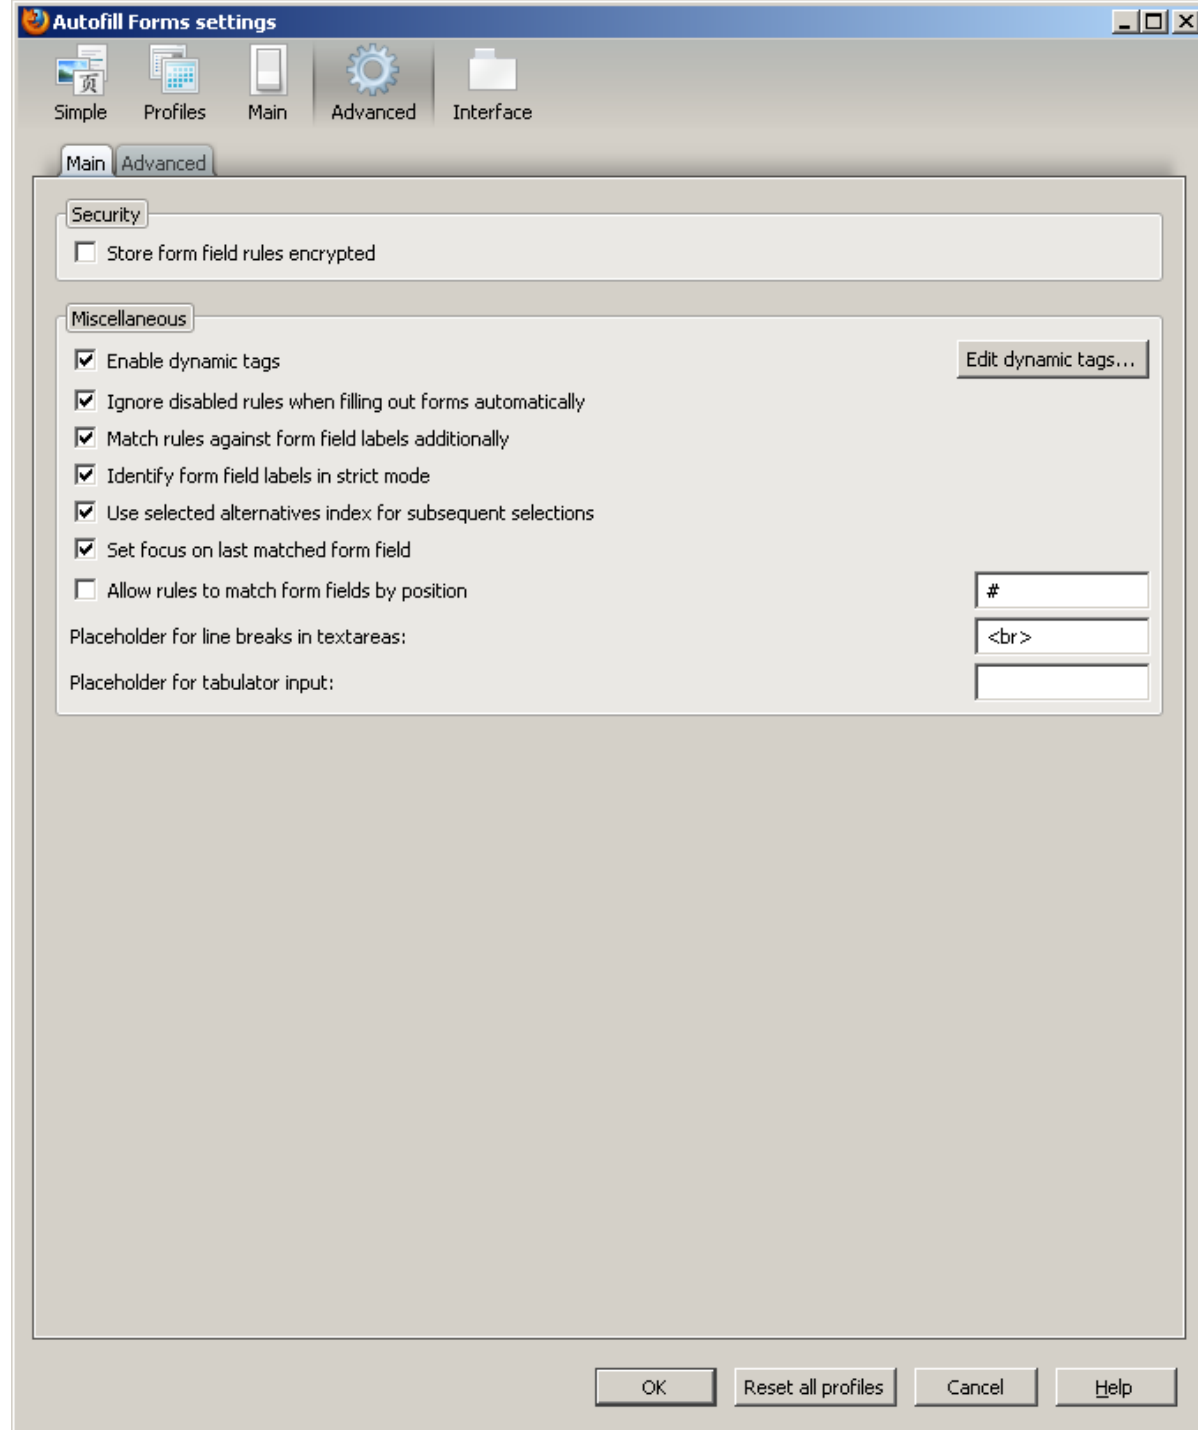 Autofill Forms settings
页
Simple Profiles Main Advanced Interface
Main Advanced
Security
Store form field rules encrypted
Miscellaneous
Enable dynamic tags Edit dynamic tags...
Ignore disabled rules when filling out forms automatically
Match rules against form field labels additionally
Identify form field labels in strict mode
Use selected alternatives index for subsequent selections
Set focus on last matched form field
Allow rules to match form fields by position #
Placeholder for line breaks in textareas: <br>
Placeholder for tabulator input:
OK Reset all profiles Cancel Help